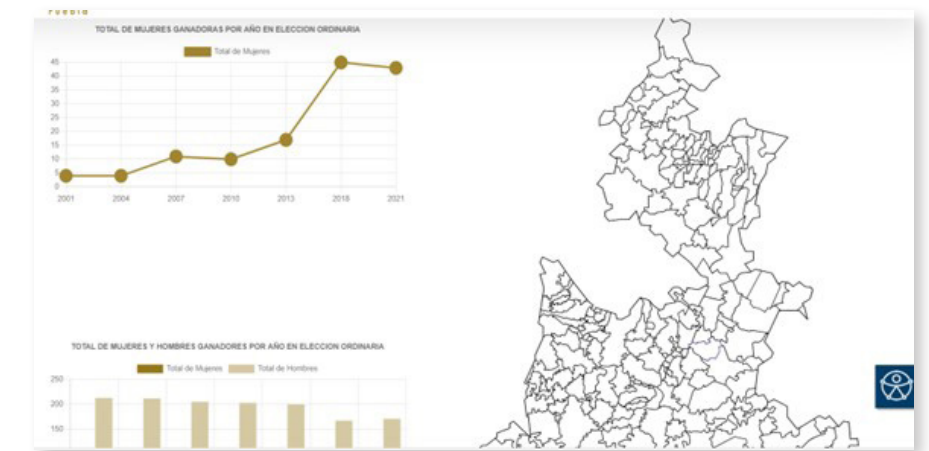 Puebla
TOTAL DE MUJERES GANADORAS POR AÑO EN ELECCION ORDINARIA
Total de Mujeres
45
40
35
30
25
20
15
10
5
0
2001 2004 2007 2010 2013 2018 2021
TOTAL DE MUJERES Y HOMBRES GANADORES POR AÑO EN ELECCION ORDINARIA
Total de Mujeres Total de Hombres
250
200
150